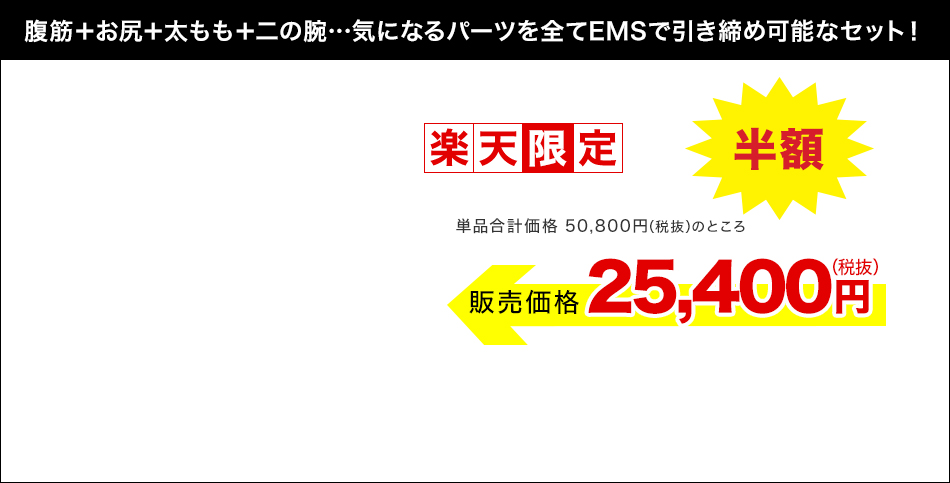 腹筋＋お尻＋太もも＋二の腕…気になるパーツを全てEMSで引き締め可能なセット！
楽天限定
半額
単品合計価格 50,800円(税抜)のところ
販売価格 25,400円(税抜)